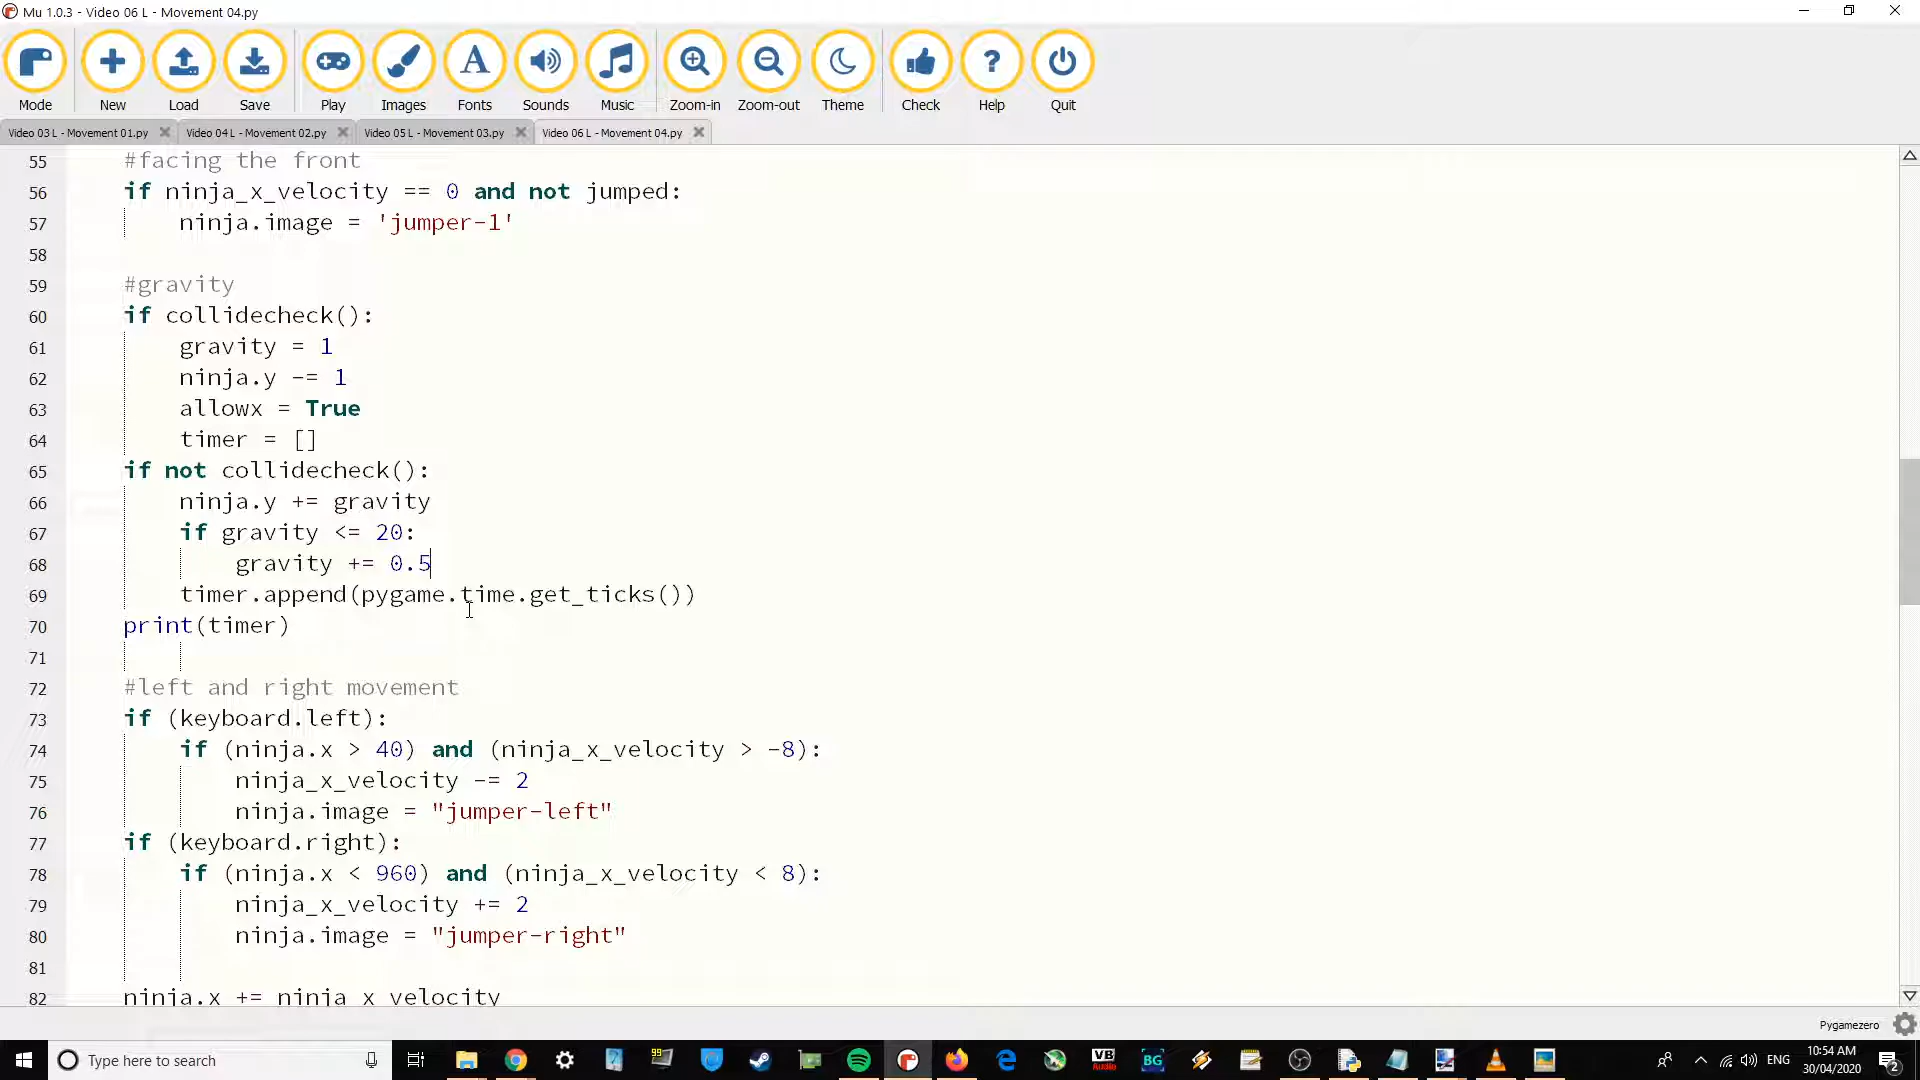 Mu 1.0.3 - Video 06 L - Movement 04.py
Mode New Load Save Play Images Fonts Sounds Music Zoom-in Zoom-out Theme Check Help Quit
Video 03 L - Movement 01.py Video 04 L - Movement 02.py Video 05 L - Movement 03.py Video 06 L - Movement 04.py
55 #facing the front
56 if ninja_x_velocity == 0 and not jumped:
57 ninja.image = 'jumper-1'
58
59 #gravity
60 if collidecheck():
61 gravity = 1
62 ninja.y -= 1
63 allowx = True
64 timer = []
65 if not collidecheck():
66 ninja.y += gravity
67 if gravity <= 20:
68 gravity += 0.5
69 timer.append(pygame.time.get_ticks())
70 print(timer)
71
72 #left and right movement
73 if (keyboard.left):
74 if (ninja.x > 40) and (ninja_x_velocity > -8):
75 ninja_x_velocity -= 2
76 ninja.image = "jumper-left"
77 if (keyboard.right):
78 if (ninja.x < 960) and (ninja_x_velocity < 8):
79 ninja_x_velocity += 2
80 ninja.image = "jumper-right"
81
82 ninja.x += ninja_x_velocity
Pygamezero
Type here to search
99
VB Audio
BG
ENG
10:54 AM
30/04/2020
2